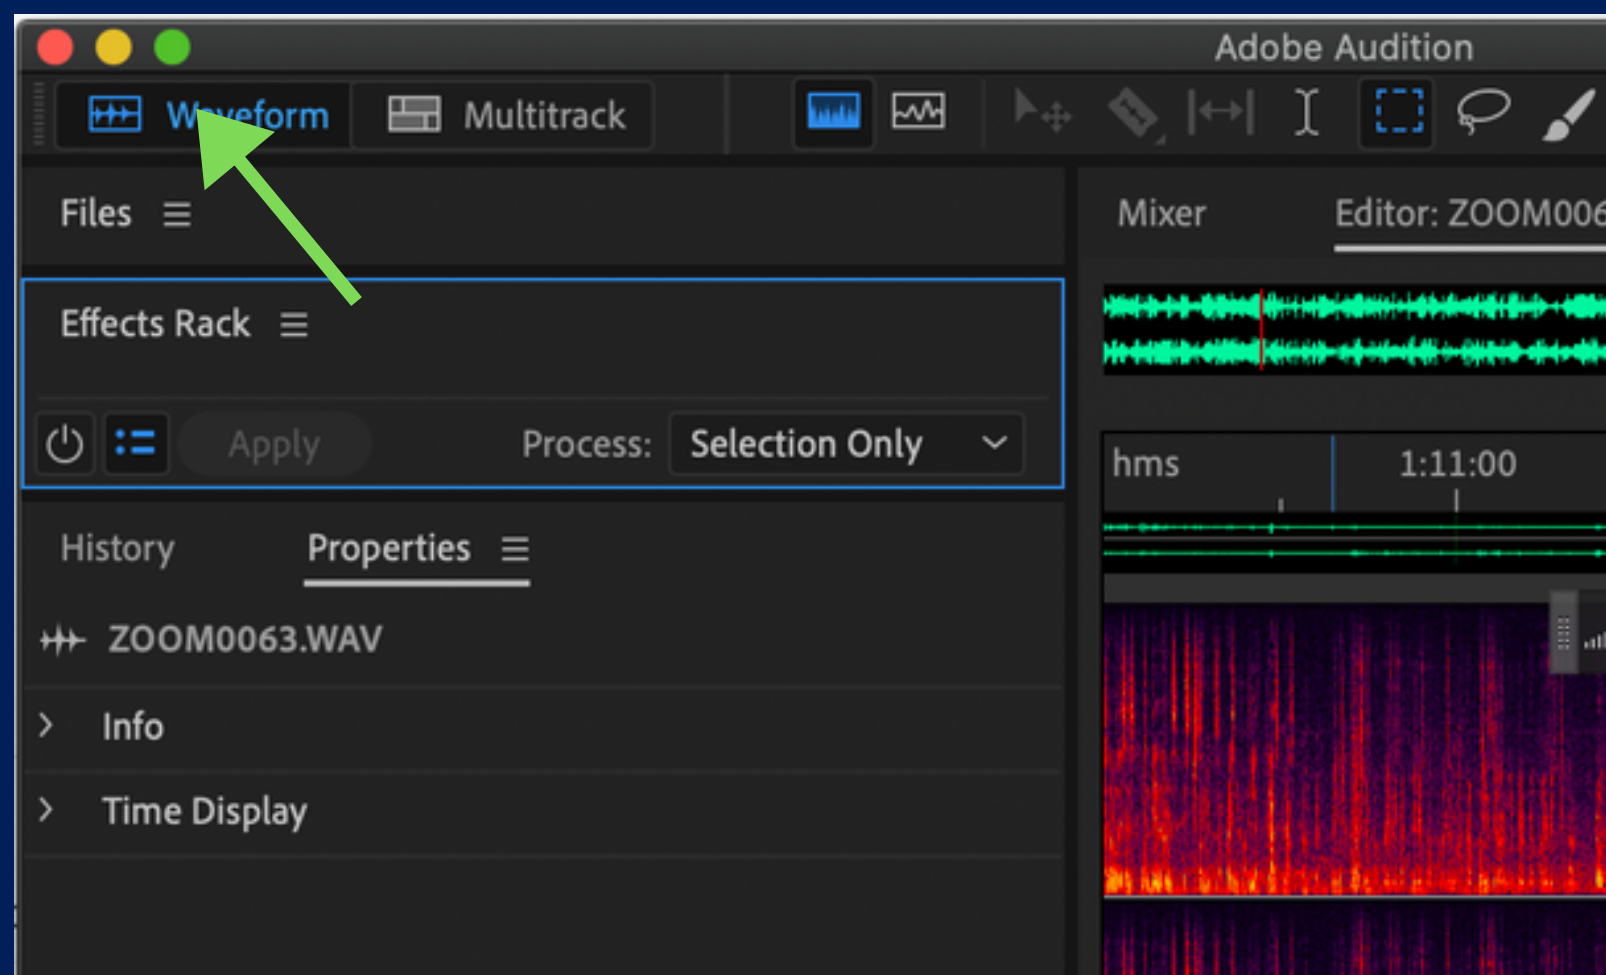 Adobe Audition
Waveform Multitrack
Files
Mixer Editor: ZOOM006
Effects Rack
Apply Process: Selection Only
hms 1:11:00
History Properties
ZOOM0063.WAV
Info
Time Display